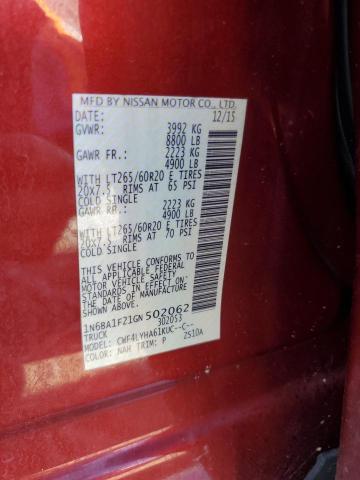 MFD BY NISSAN MOTOR CO., LTD.
DATE: 12/15
GVWR: 3992 KG
8800 LB
GAWR FR.: 2223 KG
4900 LB
WITH LT265/60R20 E TIRES
20X7.5, RIMS AT 65 PSI
COLD SINGLE
GAWR RR.: 2223 KG
4900 LB
WITH LT265/60R20 E TIRES
20X7.5, RIMS AT 70 PSI
COLD SINGLE
THIS VEHICLE CONFORMS TO ALL
APPLICABLE FEDERAL MOTOR
VEHICLE SAFETY
STANDARDS IN EFFECT ON THE
DATE OF MANUFACTURE
SHOWN ABOVE.
1N6BA1F21GN502062
TRUCK 302053
MODEL: CWF4LYHA61KUC--C--
COLOR: NAH TRIM: P 2S10A